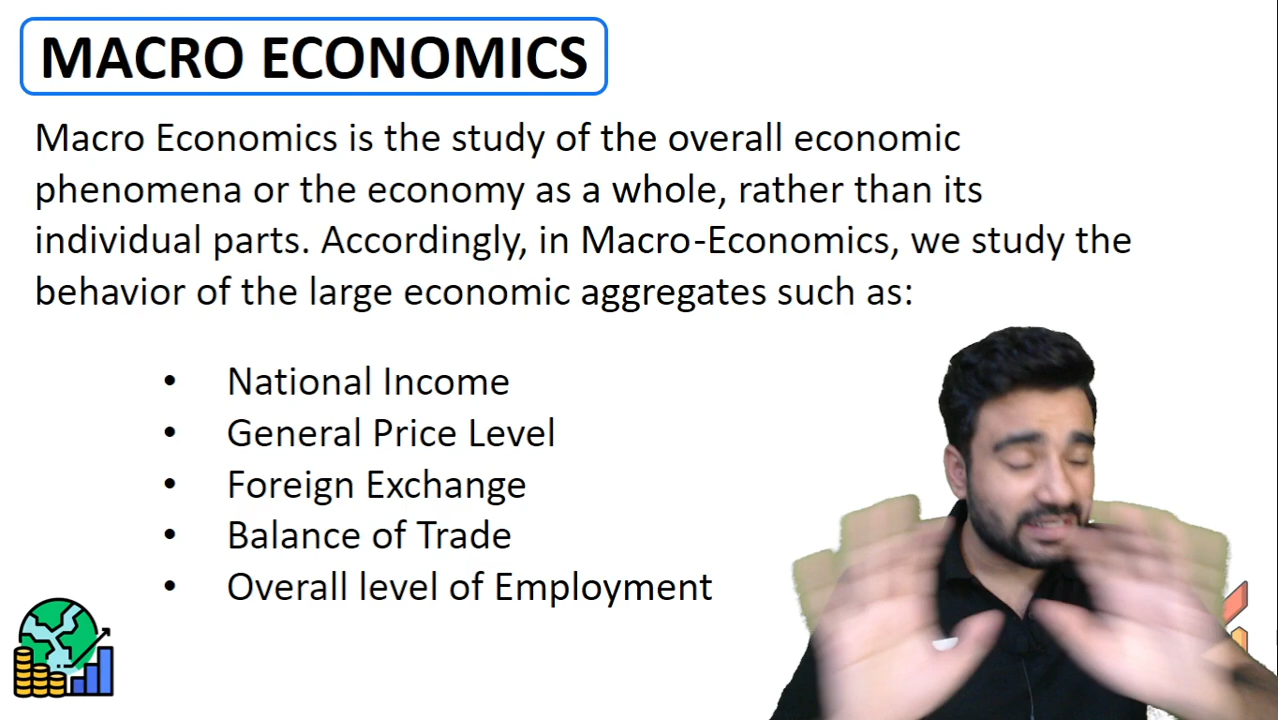 MACRO ECONOMICS
Macro Economics is the study of the overall economic
phenomena or the economy as a whole, rather than its
individual parts. Accordingly, in Macro-Economics, we study the
behavior of the large economic aggregates such as:
• National Income
• General Price Level
• Foreign Exchange
• Balance of Trade
• Overall level of Employment